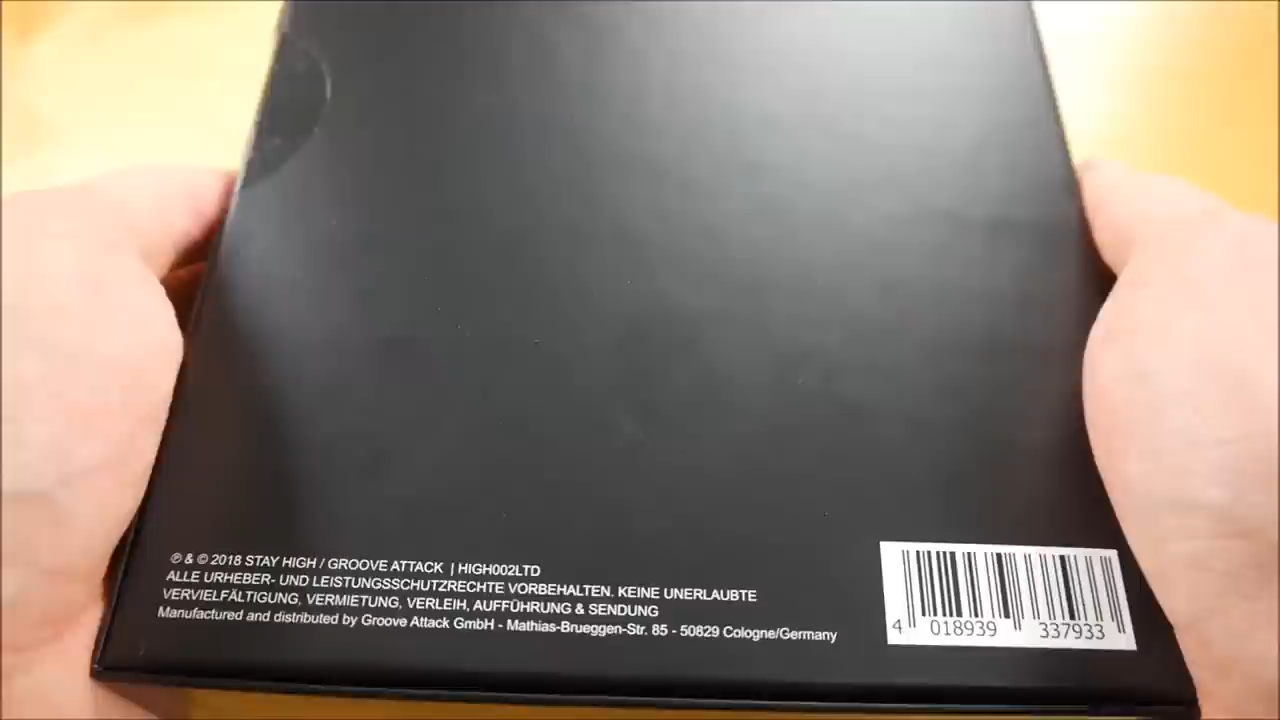 ℗ & © 2018 STAY HIGH / GROOVE ATTACK | HIGH002LTD
ALLE URHEBER- UND LEISTUNGSSCHUTZRECHTE VORBEHALTEN. KEINE UNERLAUBTE
VERVIELFÄLTIGUNG, VERMIETUNG, VERLEIH, AUFFÜHRUNG & SENDUNG
Manufactured and distributed by Groove Attack GmbH - Mathias-Brueggen-Str. 85 - 50829 Cologne/Germany
4 018939 337933